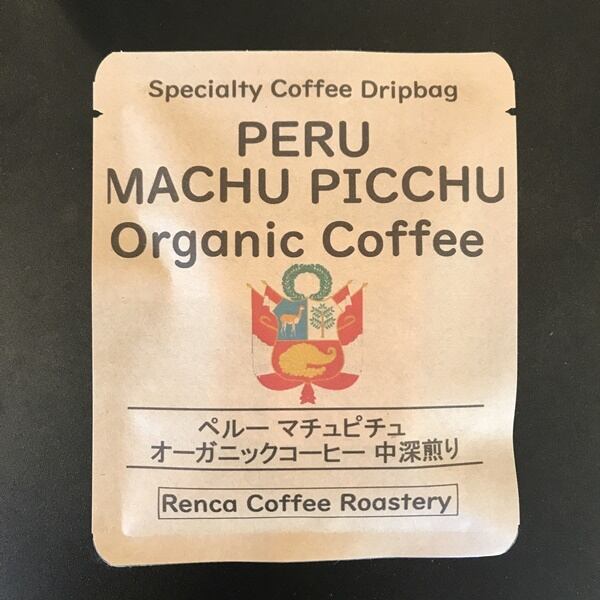 Specialty Coffee Dripbag
PERU
MACHU PICCHU
Organic Coffee
ペルー マチュピチュ
オーガニックコーヒー 中深煎り
Renca Coffee Roastery